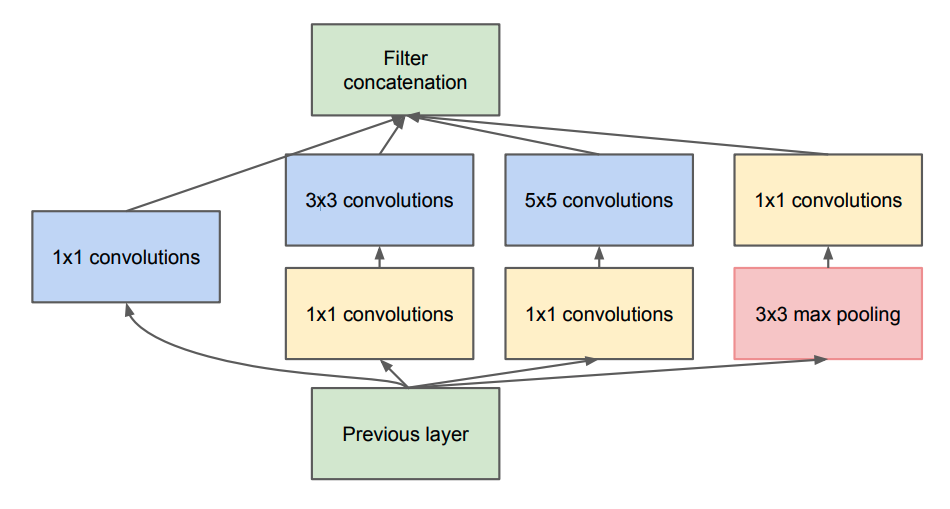 Filter
concatenation
3x3 convolutions
5x5 convolutions
1x1 convolutions
1x1 convolutions
1x1 convolutions
1x1 convolutions
3x3 max pooling
Previous layer